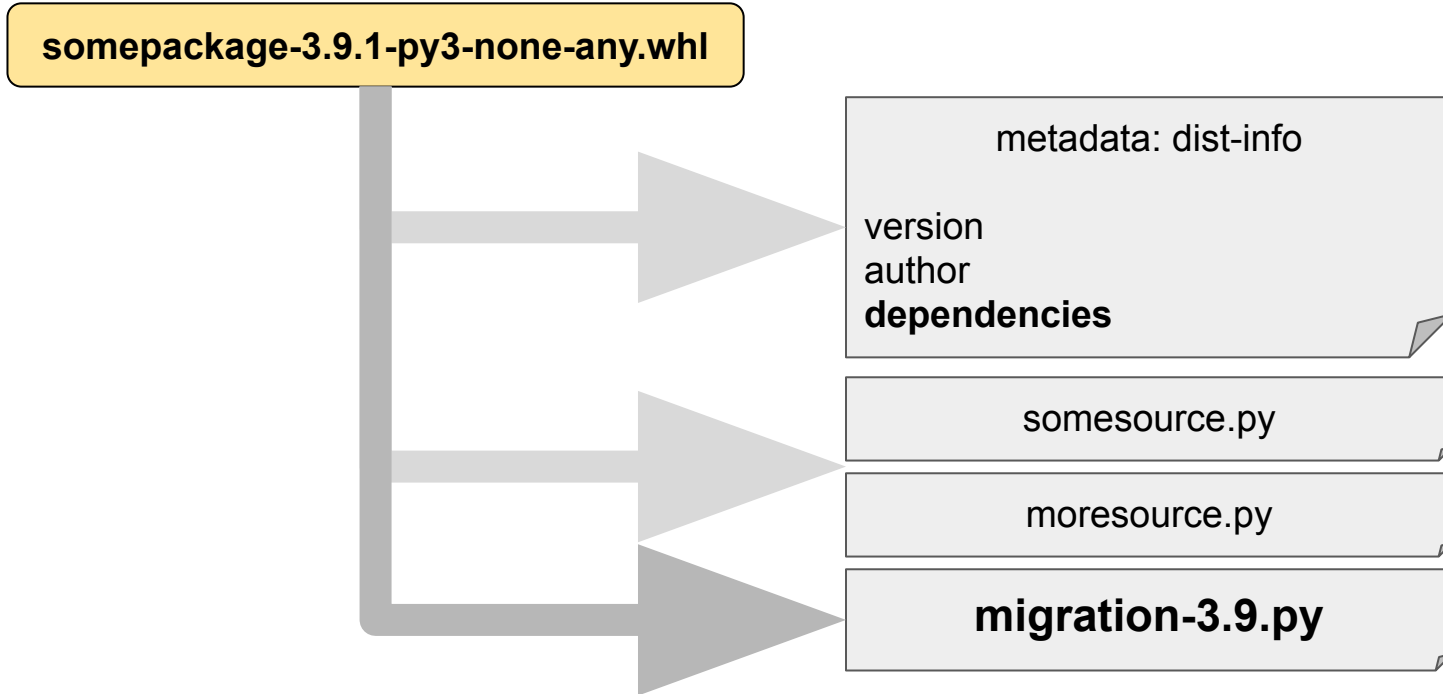 somepackage-3.9.1-py3-none-any.whl
metadata: dist-info
version
author
dependencies
somesource.py
moresource.py
migration-3.9.py